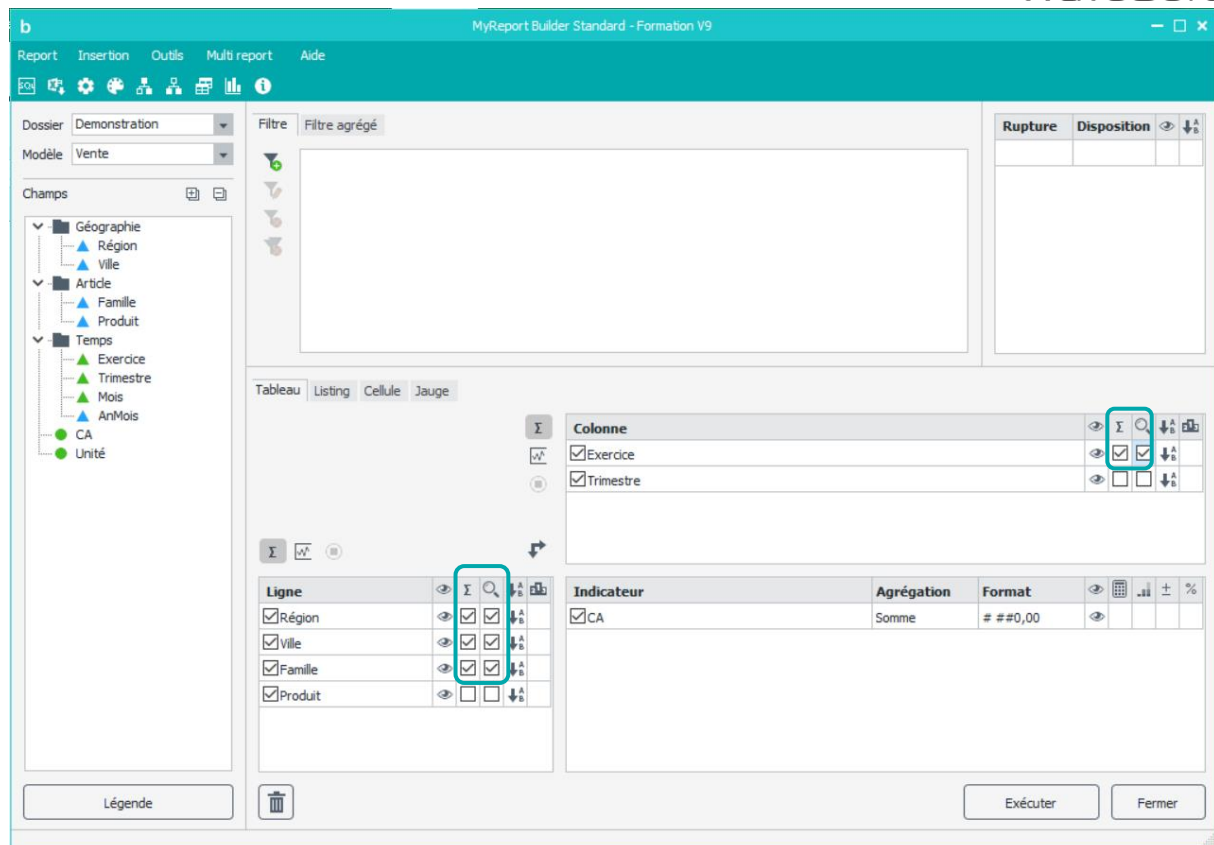 b MyReport Builder Standard - Formation V9
Report Insertion Outils Multi report Aide
Dossier Demonstration
Modèle Vente
Champs
Géographie
Région
Ville
Article
Famille
Produit
Temps
Exercice
Trimestre
Mois
AnMois
CA
Unité
Légende
Filtre Filtre agrégé
Rupture Disposition
Tableau Listing Cellule Jauge
Σ Colonne Σ
Exercice
Trimestre
Σ
Ligne Σ
Région
Ville
Famille
Produit
Indicateur Agrégation Format ± %
CA Somme # ##0,00
Exécuter Fermer